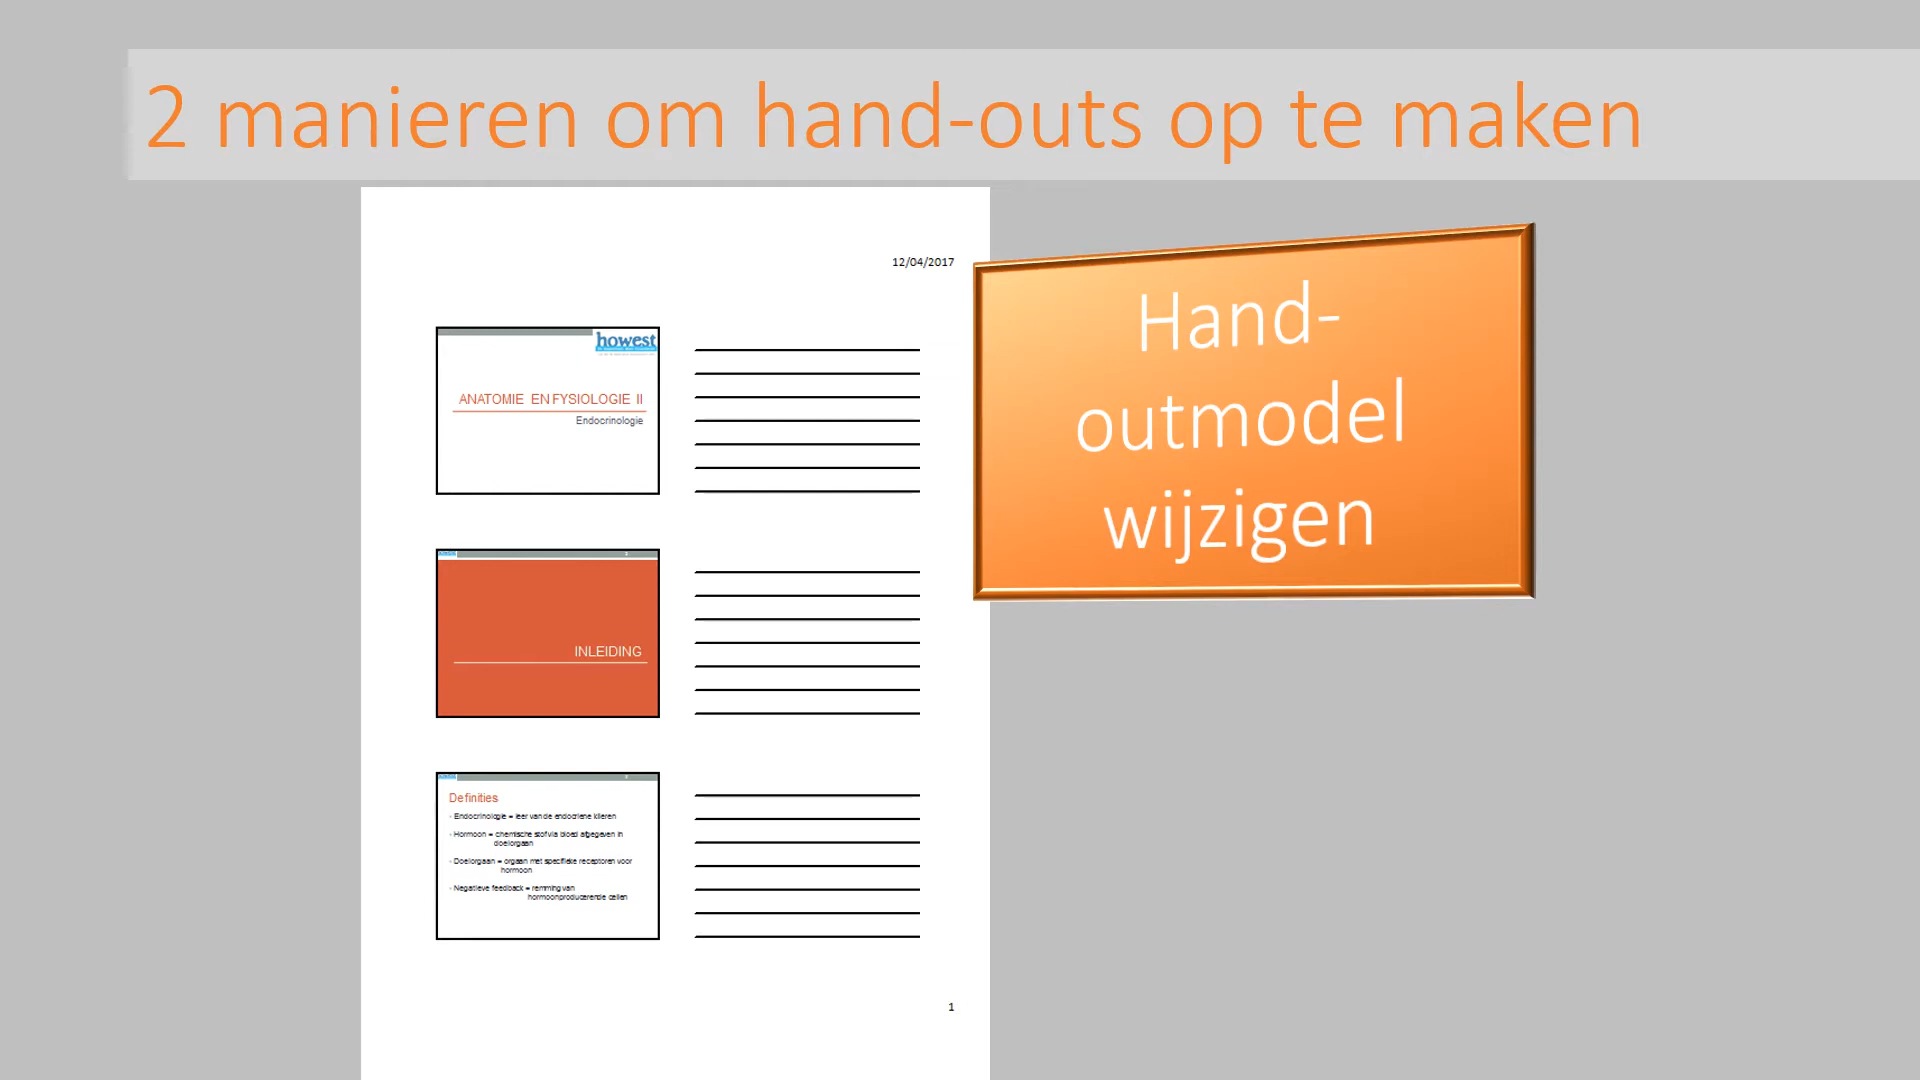 2 manieren om hand-outs op te maken
12/04/2017
howest
ANATOMIE EN FYSIOLOGIE II
Endocrinologie
INLEIDING
Definities
- Endocrinologie = leer van de endocriene klieren
- Hormoon = chemische stof via bloed afgegeven in
doelorgaan
- Doelorgaan = orgaan met specifieke receptoren voor
hormoon
- Negatieve feedback = remming van
hormoonproducerende cellen
1
Hand-
outmodel
wijzigen